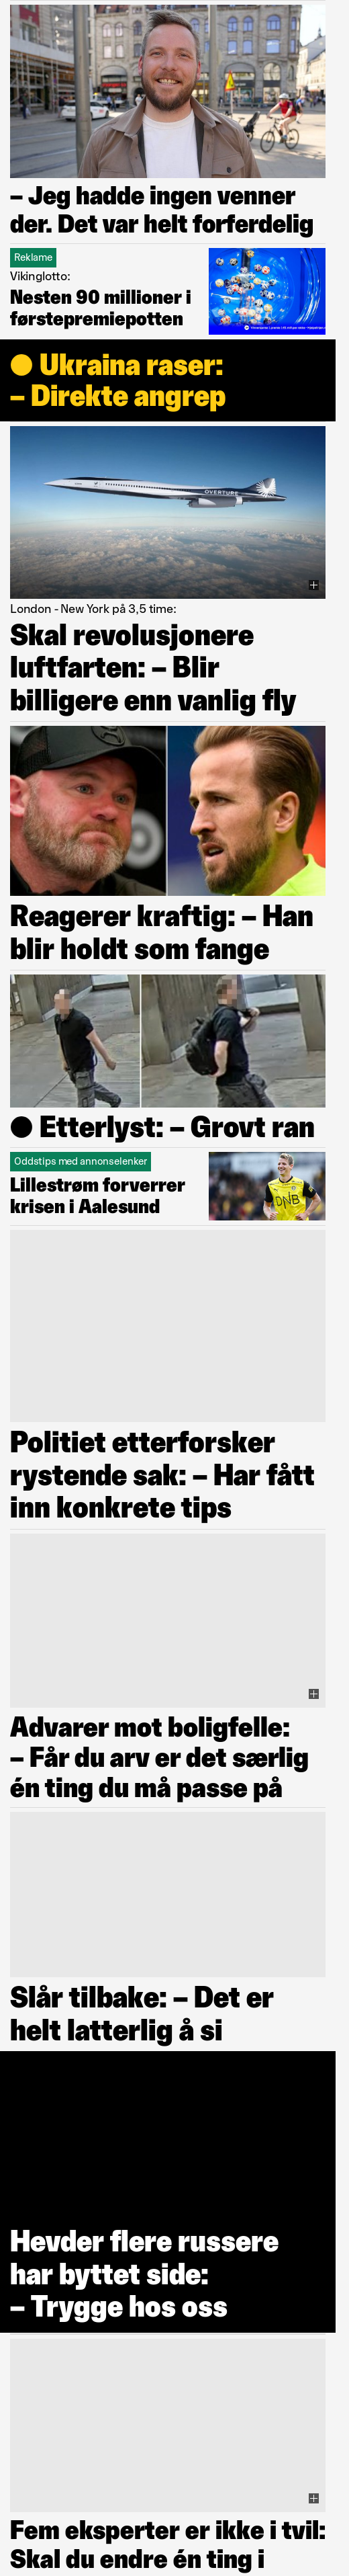 – Jeg hadde ingen venner
der. Det var helt forferdelig
Reklame
Vikinglotto:
Nesten 90 millioner i
førstepremiepotten
Ukraina raser:
– Direkte angrep
OVERTURE
London - New York på 3,5 time:
Skal revolusjonere
luftfarten: – Blir
billigere enn vanlig fly
Reagerer kraftig: – Han
blir holdt som fange
Etterlyst: – Grovt ran
Oddstips med annonselenker
Lillestrøm forverrer
krisen i Aalesund
DNB
Politiet etterforsker
rystende sak: – Har fått
inn konkrete tips
Advarer mot boligfelle:
– Får du arv er det særlig
én ting du må passe på
Slår tilbake: – Det er
helt latterlig å si
Hevder flere russere
har byttet side:
– Trygge hos oss
Fem eksperter er ikke i tvil:
Skal du endre én ting i